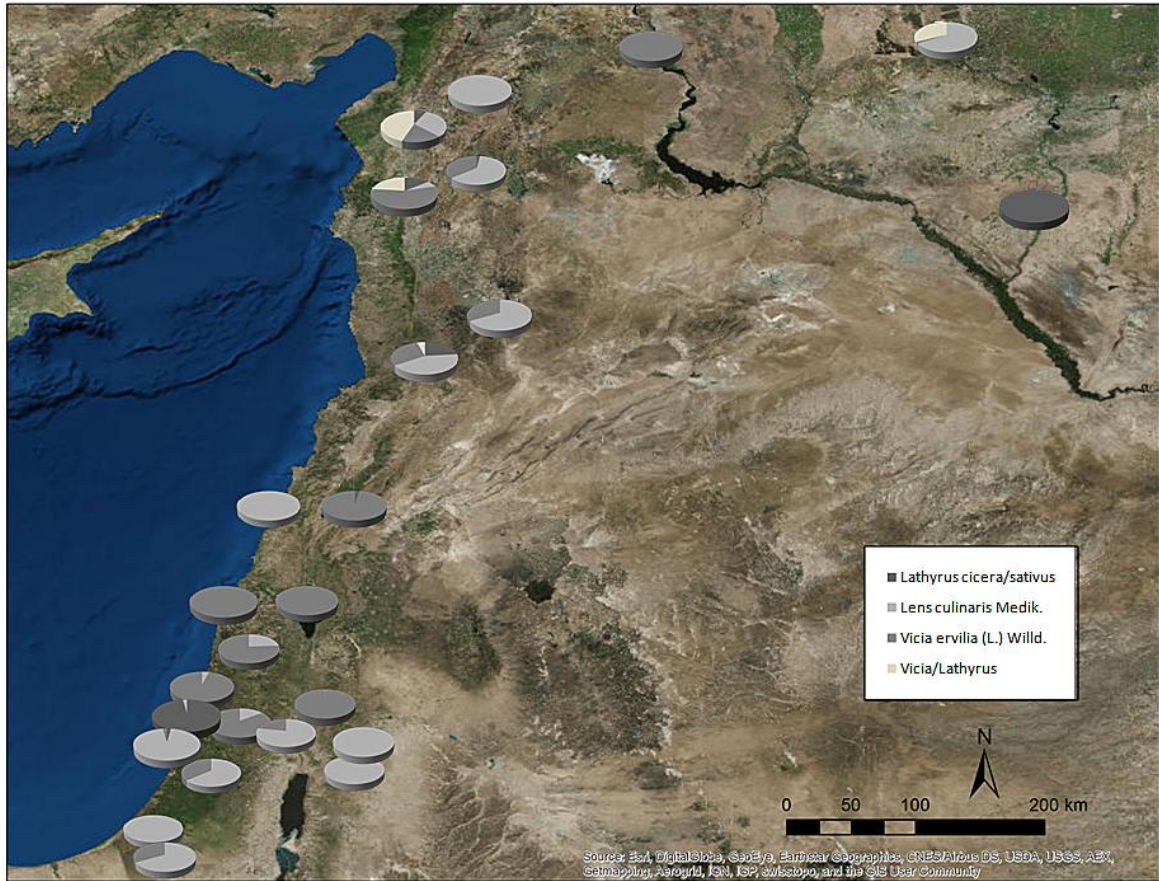 Lathyrus cicera/sativus
Lens culinaris Medik.
Vicia ervilia (L.) Willd.
Vicia/Lathyrus
N
0 50 100 200 km
Source: Esri, DigitalGlobe, GeoEye, Earthstar Geographics, CNES/Airbus DS, USDA, USGS, AEX,
Getmapping, Aerogrid, IGN, IGP, swisstopo, and the GIS User Community